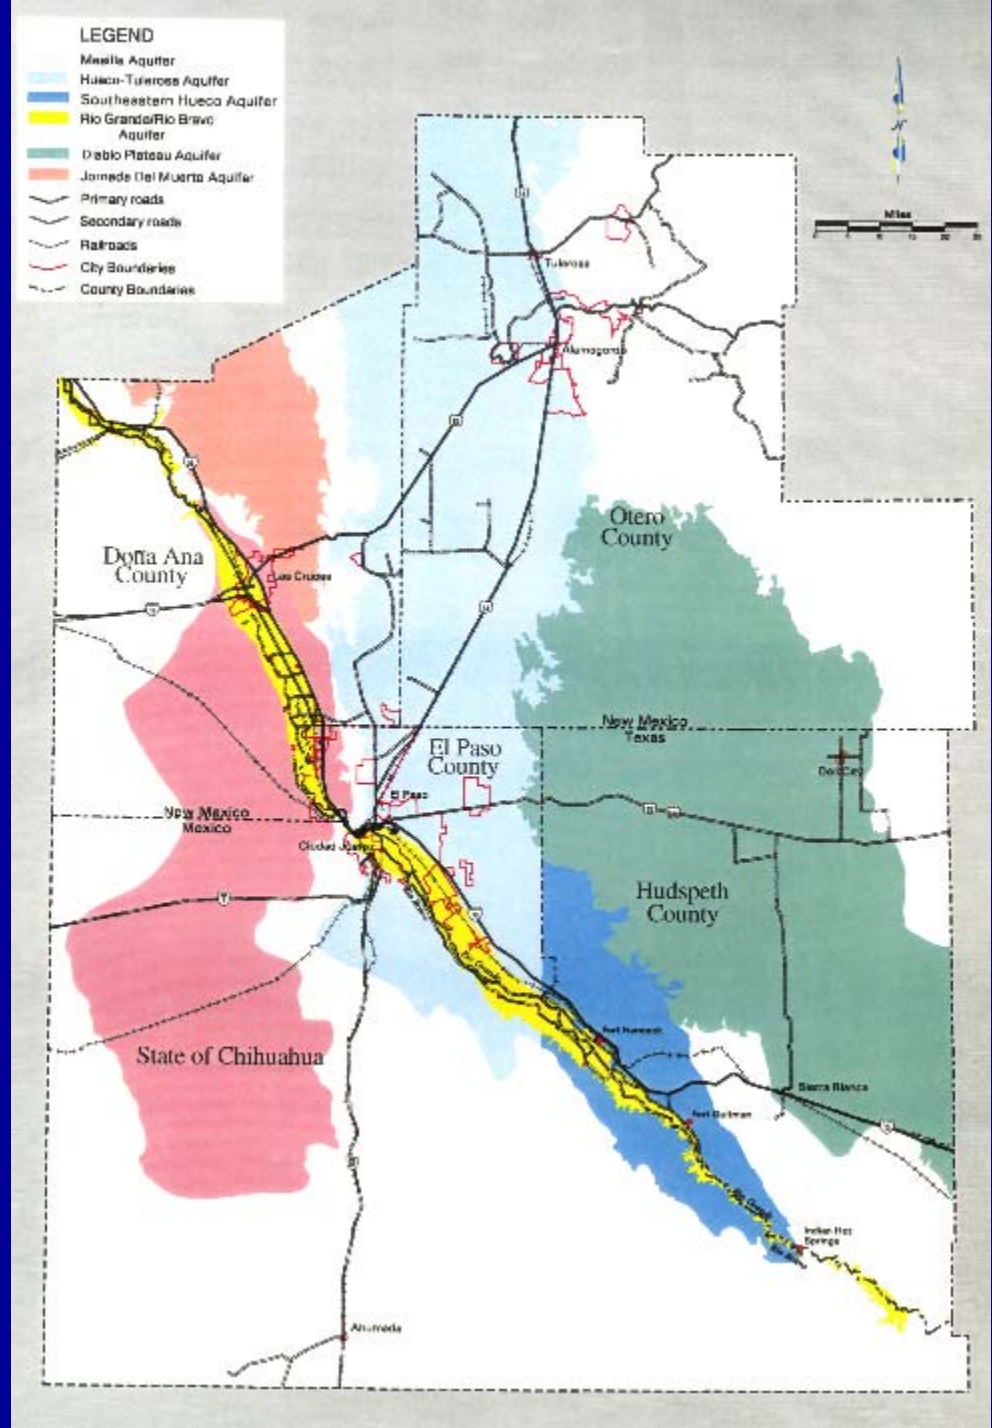 LEGEND
Mesilla Aquifer
Hueco-Tularosa Aquifer
Southeastern Hueco Aquifer
Rio Grande/Rio Bravo
Aquifer
Diablo Plateau Aquifer
Jornada Del Muerto Aquifer
Primary roads
Secondary roads
Railroads
City Boundaries
County Boundaries
N
Miles
Tularosa
Alamogordo
Otero
County
Doña Ana
County
Las Cruces
New Mexico
Texas
El Paso
County
Dell City
El Paso
New Mexico
Mexico
Ciudad Juarez
Hudspeth
County
Fort Hancock
State of Chihuahua
Sierra Blanca
Fort Quitman
Rio Grande
Indian Hot
Springs
Ahumada